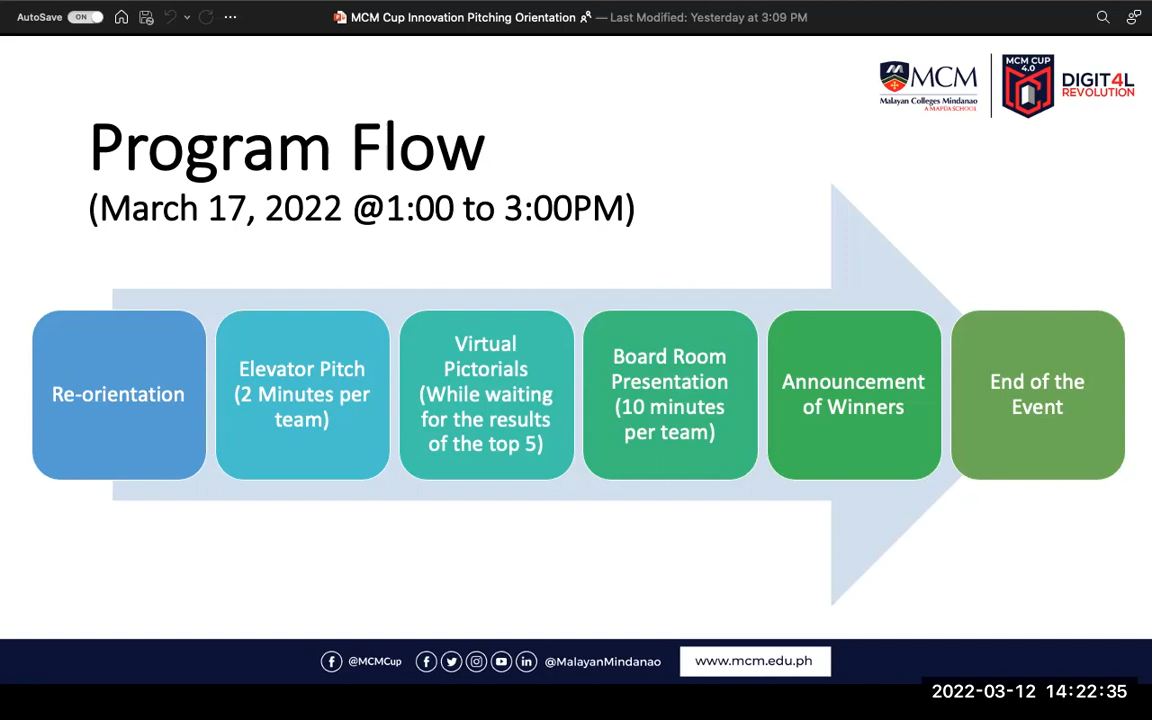 AutoSave ON
MCM Cup Innovation Pitching Orientation — Last Modified: Yesterday at 3:09 PM
MCM
Malayan Colleges Mindanao
A MAPÚA SCHOOL
MCM CUP
4.0
DIGIT4L
REVOLUTION
Program Flow
(March 17, 2022 @1:00 to 3:00PM)
Re-orientation
Elevator Pitch
(2 Minutes per
team)
Virtual
Pictorials
(While waiting
for the results
of the top 5)
Board Room
Presentation
(10 minutes
per team)
Announcement
of Winners
End of the
Event
@MCMCup @MalayanMindanao www.mcm.edu.ph
2022-03-12 14:22:35